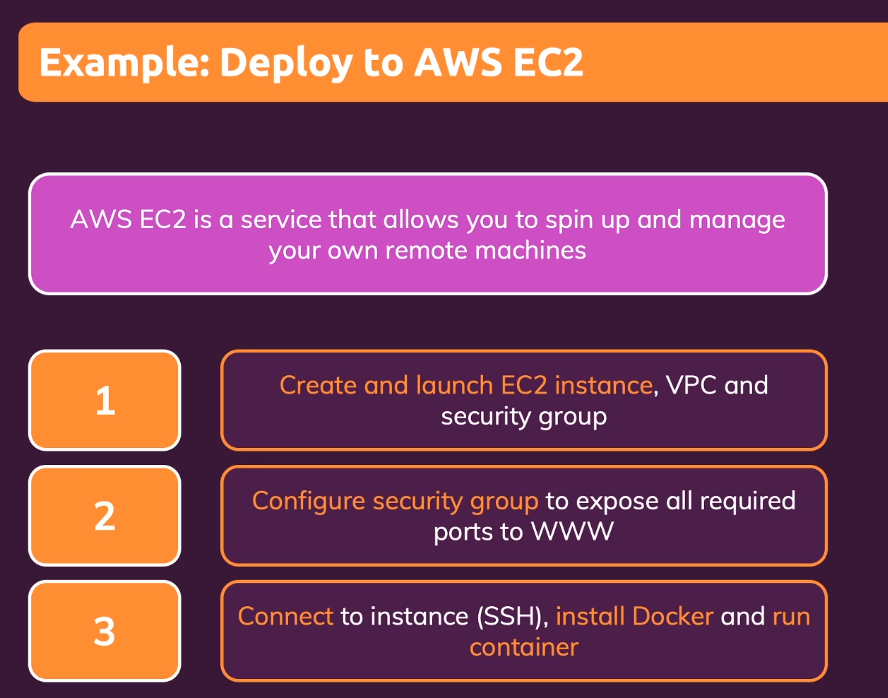 Example: Deploy to AWS EC2
AWS EC2 is a service that allows you to spin up and manage
your own remote machines
1
Create and launch EC2 instance, VPC and
security group
2
Configure security group to expose all required
ports to WWW
3
Connect to instance (SSH), install Docker and run
container